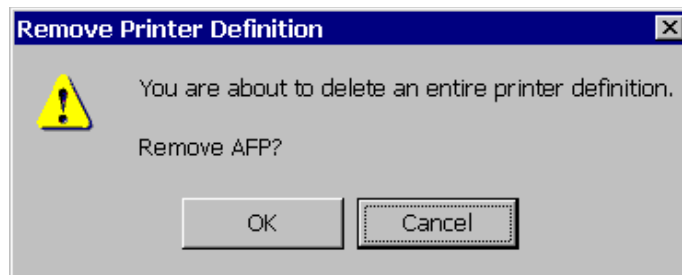 Remove Printer Definition
You are about to delete an entire printer definition.
Remove AFP?
OK
Cancel